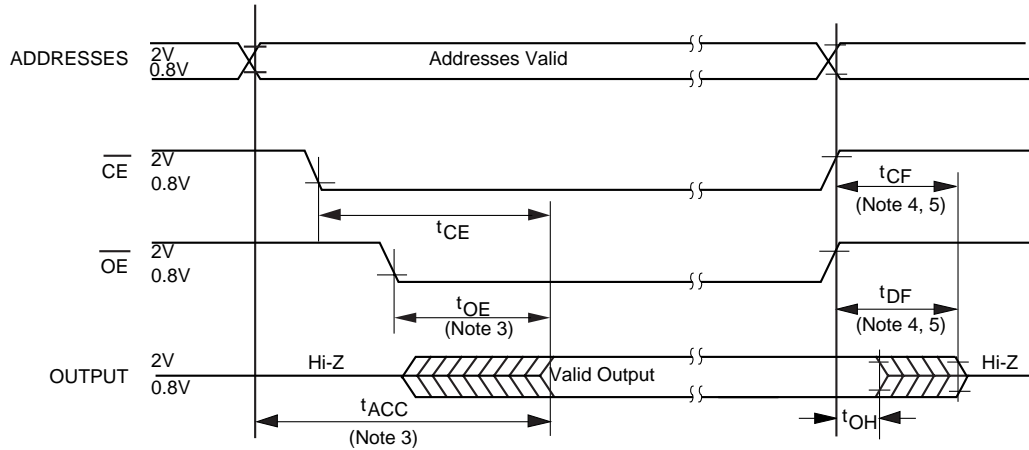 ADDRESSES
2V
0.8V
Addresses Valid
CE
2V
0.8V
tCF
(Note 4, 5)
tCE
OE
2V
0.8V
tOE
(Note 3)
tDF
(Note 4, 5)
OUTPUT
2V
0.8V
Hi-Z
Valid Output
Hi-Z
tACC
(Note 3)
tOH